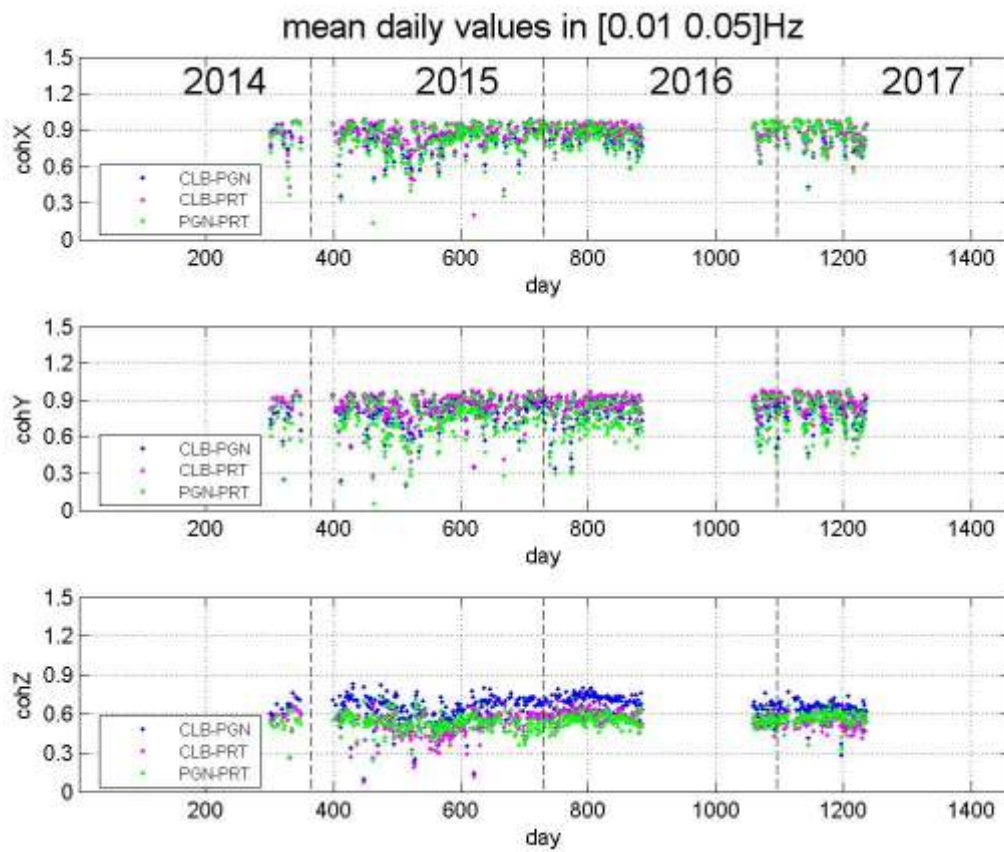 mean daily values in [0.01 0.05]Hz
1.5
1.2
0.9
0.6
0.3
0
cohX
2014 2015 2016 2017
CLB-PGN
CLB-PRT
PGN-PRT
200 400 600 800 1000 1200 1400
day
1.5
1.2
0.9
0.6
0.3
0
cohY
CLB-PGN
CLB-PRT
PGN-PRT
200 400 600 800 1000 1200 1400
day
1.5
1.2
0.9
0.6
0.3
0
cohZ
CLB-PGN
CLB-PRT
PGN-PRT
200 400 600 800 1000 1200 1400
day